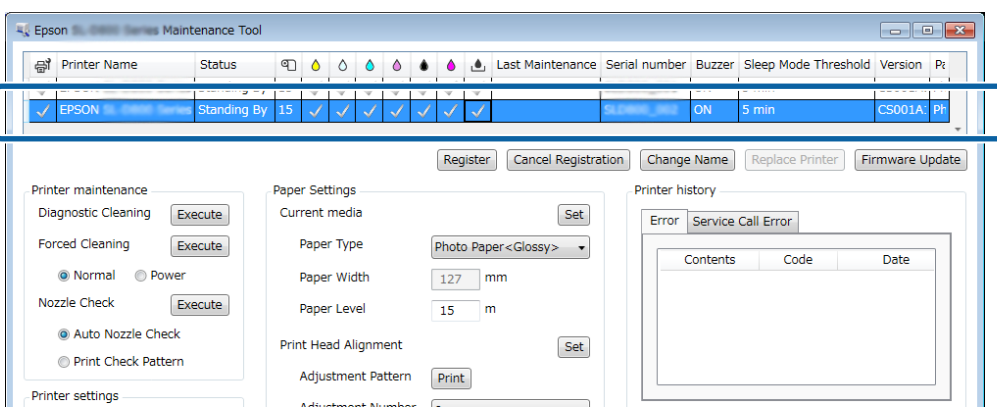 Epson Maintenance Tool
Printer Name Status Last Maintenance Serial number Buzzer Sleep Mode Threshold Version
EPSON Standing By 15 ON 5 min CS001A Ph
Register Cancel Registration Change Name Replace Printer Firmware Update
Printer maintenance
Diagnostic Cleaning Execute
Forced Cleaning Execute
Normal Power
Nozzle Check Execute
Auto Nozzle Check
Print Check Pattern
Printer settings
Paper Settings
Current media Set
Paper Type Photo Paper<Glossy>
Paper Width 127 mm
Paper Level 15 m
Print Head Alignment Set
Adjustment Pattern Print
Adjustment Number
Printer history
Error Service Call Error
Contents Code Date